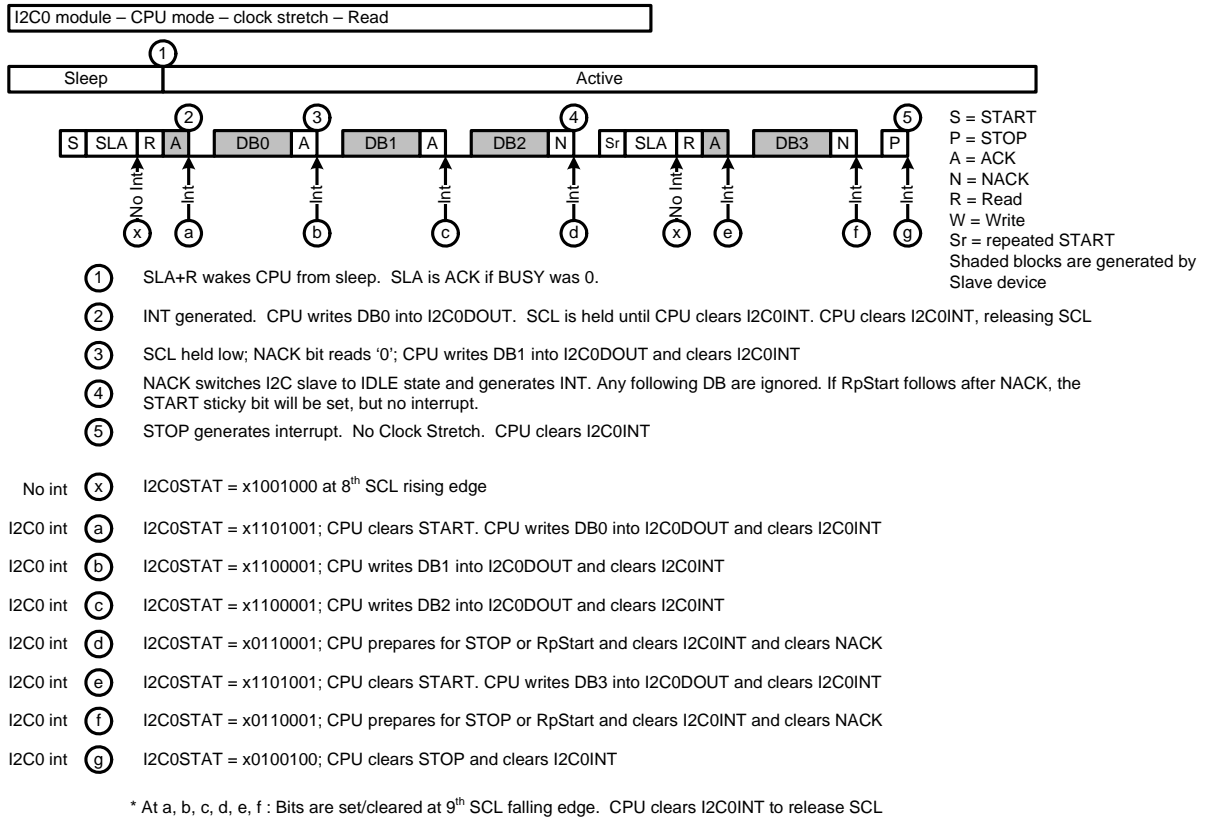 I2C0 module – CPU mode – clock stretch – Read
1
Sleep Active
2 3 4 5
S SLA R A DB0 A DB1 A DB2 N Sr SLA R A DB3 N P
No Int Int Int Int Int No Int Int Int Int
x a b c d x e f g
S = START
P = STOP
A = ACK
N = NACK
R = Read
W = Write
Sr = repeated START
Shaded blocks are generated by
Slave device
1 SLA+R wakes CPU from sleep. SLA is ACK if BUSY was 0.
2 INT generated. CPU writes DB0 into I2C0DOUT. SCL is held until CPU clears I2C0INT. CPU clears I2C0INT, releasing SCL
3 SCL held low; NACK bit reads ‘0’; CPU writes DB1 into I2C0DOUT and clears I2C0INT
4 NACK switches I2C slave to IDLE state and generates INT. Any following DB are ignored. If RpStart follows after NACK, the
START sticky bit will be set, but no interrupt.
5 STOP generates interrupt. No Clock Stretch. CPU clears I2C0INT
No int x I2C0STAT = x1001000 at 8th SCL rising edge
I2C0 int a I2C0STAT = x1101001; CPU clears START. CPU writes DB0 into I2C0DOUT and clears I2C0INT
I2C0 int b I2C0STAT = x1100001; CPU writes DB1 into I2C0DOUT and clears I2C0INT
I2C0 int c I2C0STAT = x1100001; CPU writes DB2 into I2C0DOUT and clears I2C0INT
I2C0 int d I2C0STAT = x0110001; CPU prepares for STOP or RpStart and clears I2C0INT and clears NACK
I2C0 int e I2C0STAT = x1101001; CPU clears START. CPU writes DB3 into I2C0DOUT and clears I2C0INT
I2C0 int f I2C0STAT = x0110001; CPU prepares for STOP or RpStart and clears I2C0INT and clears NACK
I2C0 int g I2C0STAT = x0100100; CPU clears STOP and clears I2C0INT
* At a, b, c, d, e, f : Bits are set/cleared at 9th SCL falling edge. CPU clears I2C0INT to release SCL